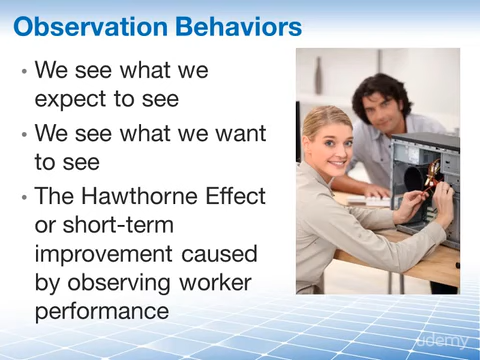 Observation Behaviors
• We see what we
expect to see
• We see what we want
to see
• The Hawthorne Effect
or short-term
improvement caused
by observing worker
performance
udemy